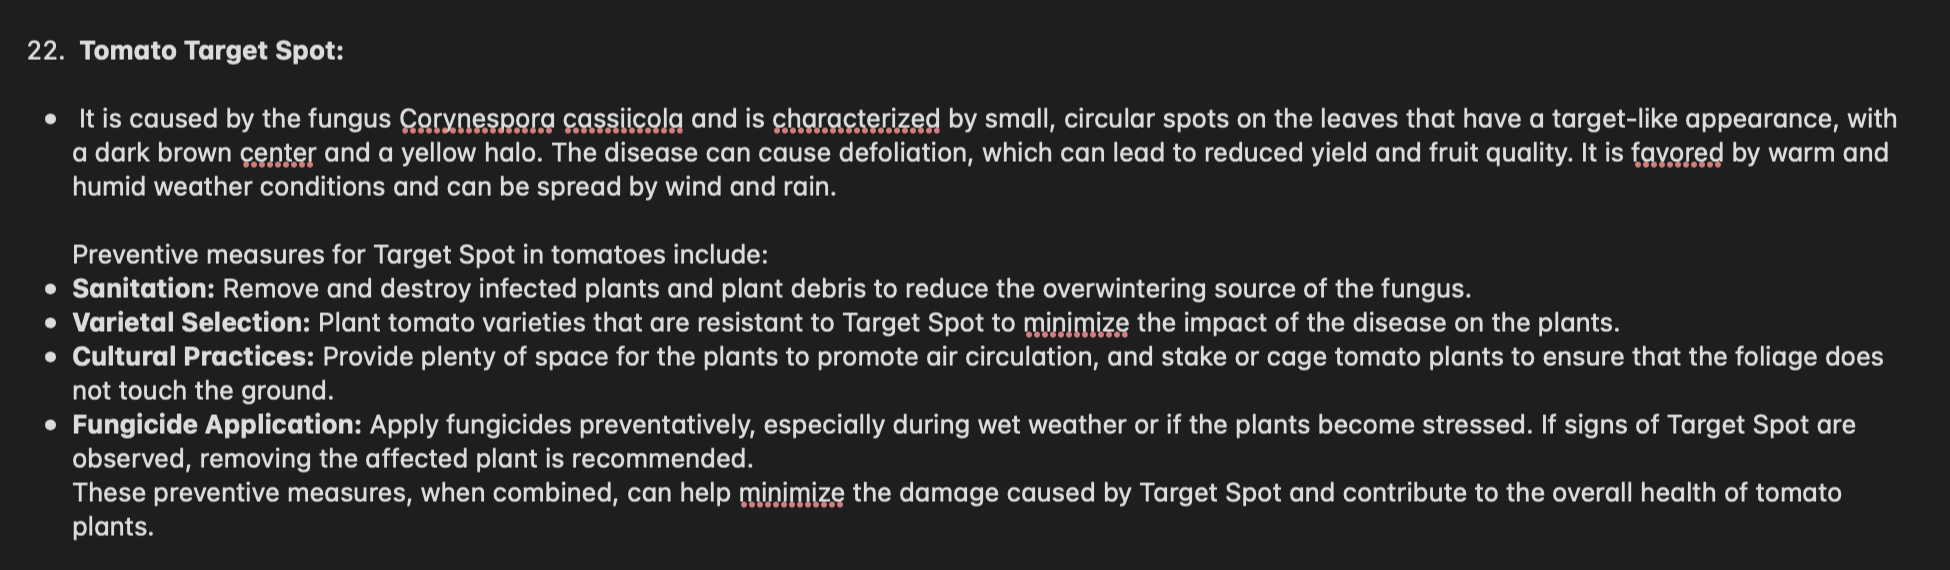 22. Tomato Target Spot:
• It is caused by the fungus Corynespora cassiicola and is characterized by small, circular spots on the leaves that have a target-like appearance, with
a dark brown center and a yellow halo. The disease can cause defoliation, which can lead to reduced yield and fruit quality. It is favored by warm and
humid weather conditions and can be spread by wind and rain.
Preventive measures for Target Spot in tomatoes include:
• Sanitation: Remove and destroy infected plants and plant debris to reduce the overwintering source of the fungus.
• Varietal Selection: Plant tomato varieties that are resistant to Target Spot to minimize the impact of the disease on the plants.
• Cultural Practices: Provide plenty of space for the plants to promote air circulation, and stake or cage tomato plants to ensure that the foliage does
not touch the ground.
• Fungicide Application: Apply fungicides preventatively, especially during wet weather or if the plants become stressed. If signs of Target Spot are
observed, removing the affected plant is recommended.
These preventive measures, when combined, can help minimize the damage caused by Target Spot and contribute to the overall health of tomato
plants.